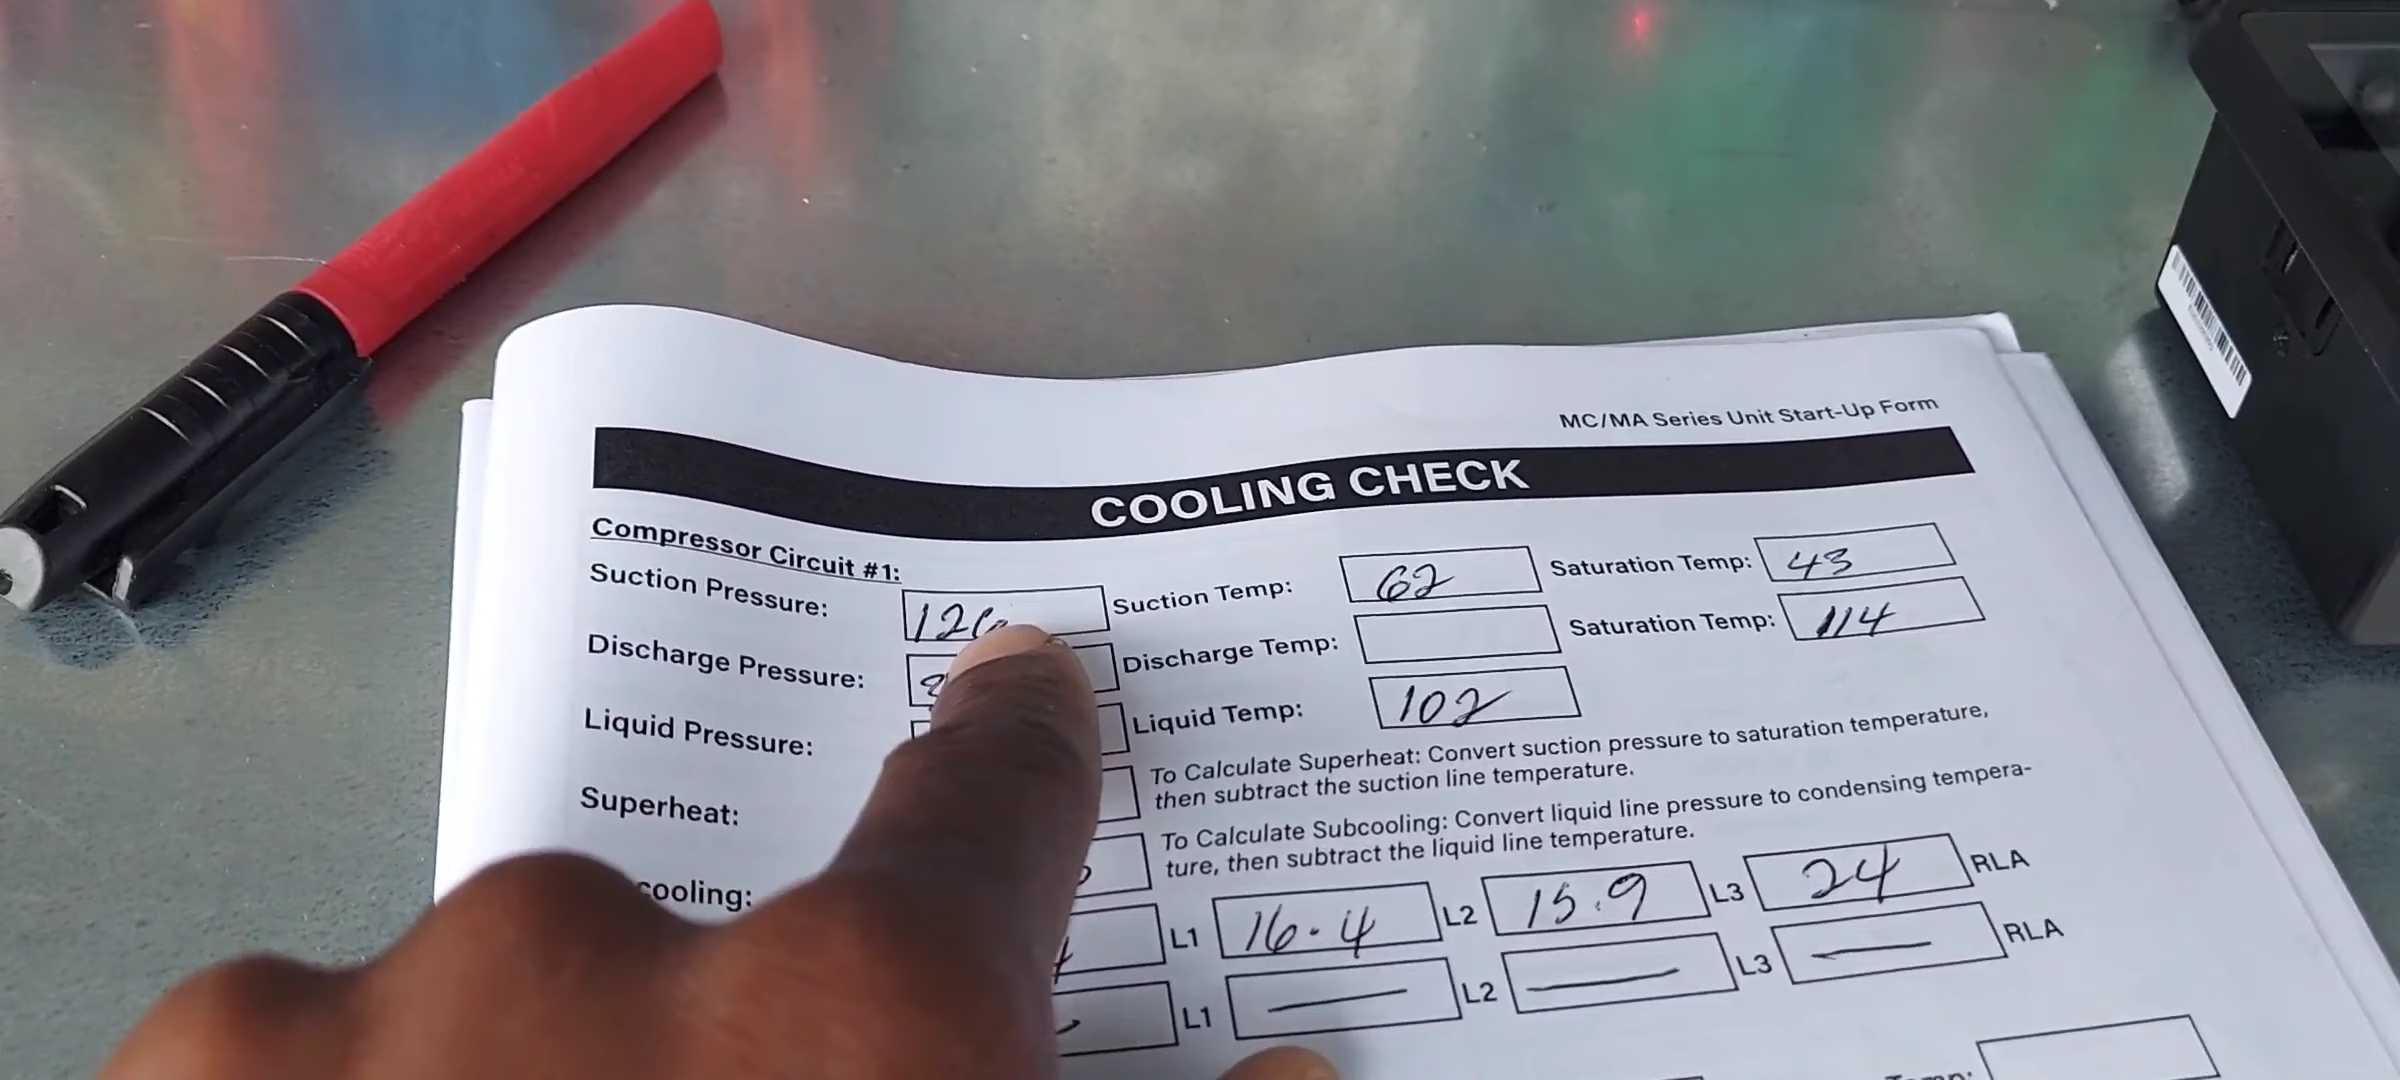 MC/MA Series Unit Start-Up Form
COOLING CHECK
Compressor Circuit #1:
Suction Pressure: 126 Suction Temp: 62 Saturation Temp: 43
Discharge Pressure: Discharge Temp: Saturation Temp: 114
Liquid Pressure: Liquid Temp: 102
Superheat: To Calculate Superheat: Convert suction pressure to saturation temperature,
then subtract the suction line temperature.
cooling: To Calculate Subcooling: Convert liquid line pressure to condensing tempera-
ture, then subtract the liquid line temperature.
L1 16.4 L2 15.9 L3 24 RLA
L1 — L2 — L3 — RLA